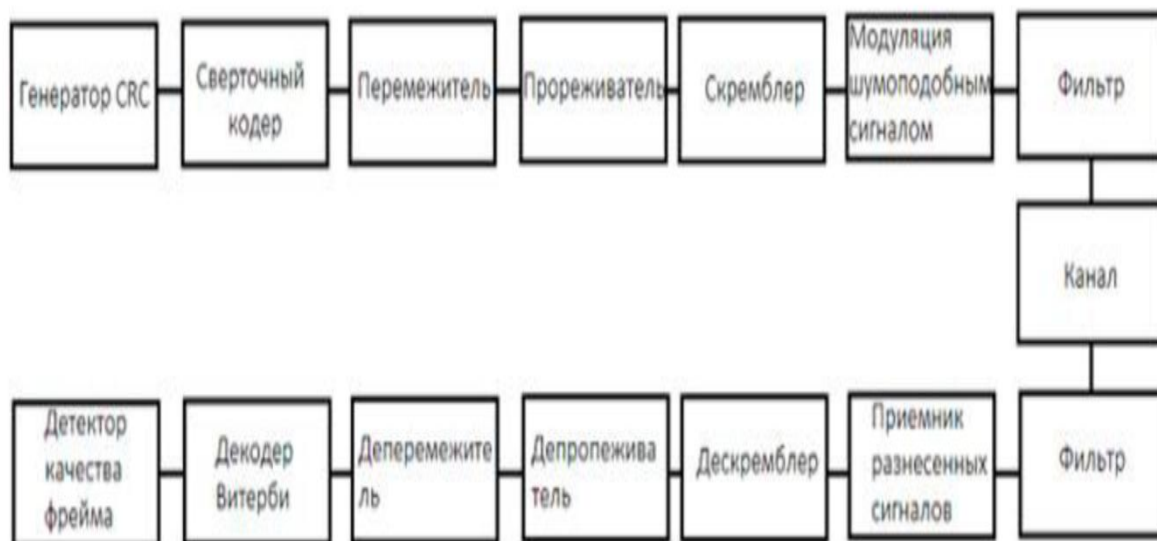 Генератор CRC
Сверточный
кодер
Перемежитель
Прореживатель
Скремблер
Модуляция
шумоподобным
сигналом
Фильтр
Канал
Детектор
качества
фрейма
Декодер
Витерби
Деперемежите
ль
Депропежива
тель
Дескремблер
Приемник
разнесенных
сигналов
Фильтр